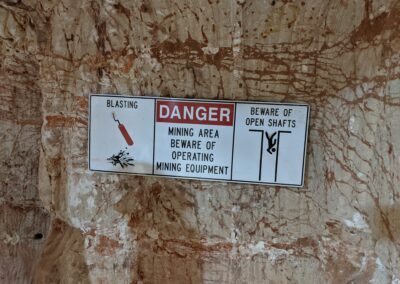 BLASTING
DANGER
MINING AREA
BEWARE OF
OPERATING
MINING EQUIPMENT
BEWARE OF
OPEN SHAFTS